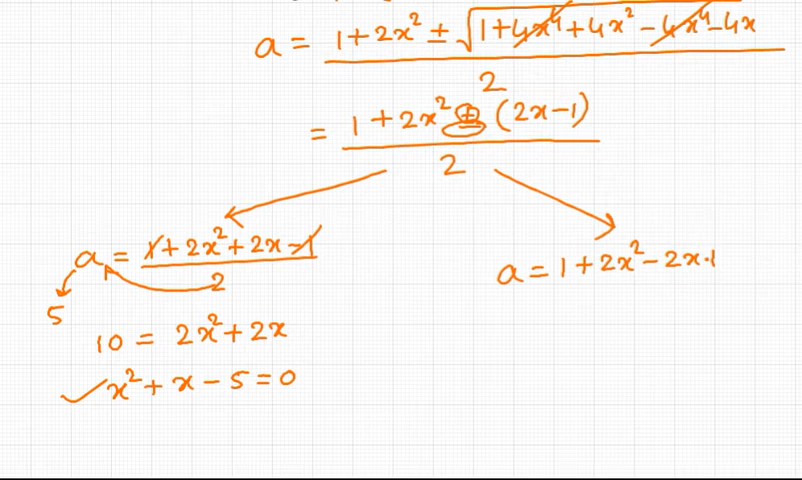 a = 1+2x² ± √1+4x⁴+4x²-4x⁴-4x / 2
= 1+2x² ± (2x-1) / 2
a = 1+2x²+2x-1 / 2
a = 1+2x²-2x.1
5
10 = 2x²+2x
✓x²+x-5=0